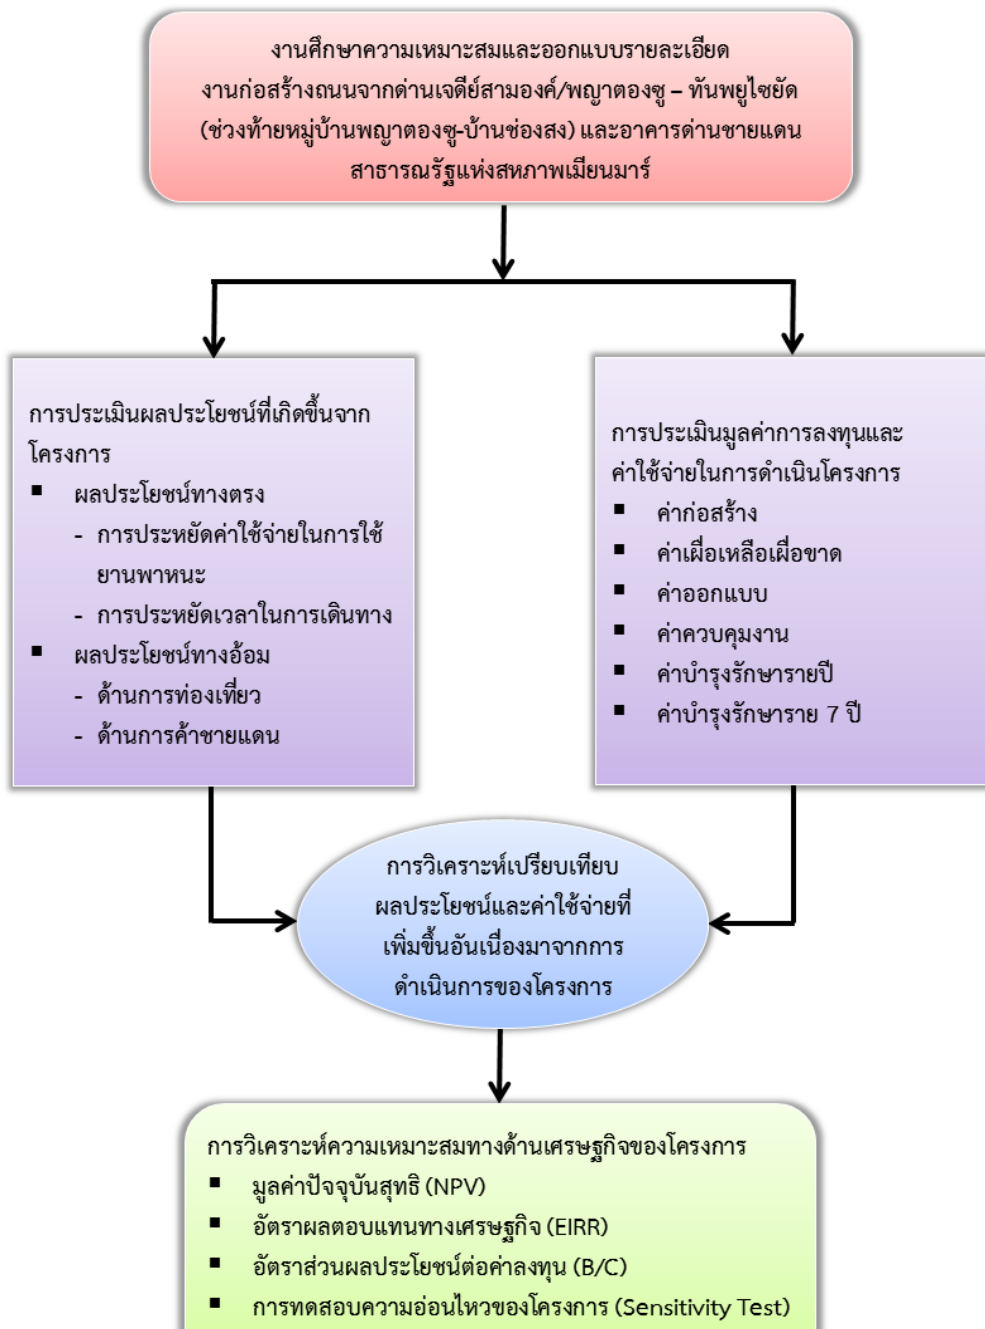 งานศึกษาความเหมาะสมและออกแบบรายละเอียด
งานก่อสร้างถนนจากด่านเจดีย์สามองค์/พญาตองซู – ทันพยูไซยัด
(ช่วงท้ายหมู่บ้านพญาตองซู-บ้านช่องสง) และอาคารด่านชายแดน
สาธารณรัฐแห่งสหภาพเมียนมาร์
การประเมินผลประโยชน์ที่เกิดขึ้นจาก
โครงการ
▪ ผลประโยชน์ทางตรง
- การประหยัดค่าใช้จ่ายในการใช้
ยานพาหนะ
- การประหยัดเวลาในการเดินทาง
▪ ผลประโยชน์ทางอ้อม
- ด้านการท่องเที่ยว
- ด้านการค้าชายแดน
การประเมินมูลค่าการลงทุนและ
ค่าใช้จ่ายในการดำเนินโครงการ
▪ ค่าก่อสร้าง
▪ ค่าเผื่อเหลือเผื่อขาด
▪ ค่าออกแบบ
▪ ค่าควบคุมงาน
▪ ค่าบำรุงรักษารายปี
▪ ค่าบำรุงรักษาราย 7 ปี
การวิเคราะห์เปรียบเทียบ
ผลประโยชน์และค่าใช้จ่ายที่
เพิ่มขึ้นอันเนื่องมาจากการ
ดำเนินการของโครงการ
การวิเคราะห์ความเหมาะสมทางด้านเศรษฐกิจของโครงการ
▪ มูลค่าปัจจุบันสุทธิ (NPV)
▪ อัตราผลตอบแทนทางเศรษฐกิจ (EIRR)
▪ อัตราส่วนผลประโยชน์ต่อค่าลงทุน (B/C)
▪ การทดสอบความอ่อนไหวของโครงการ (Sensitivity Test)